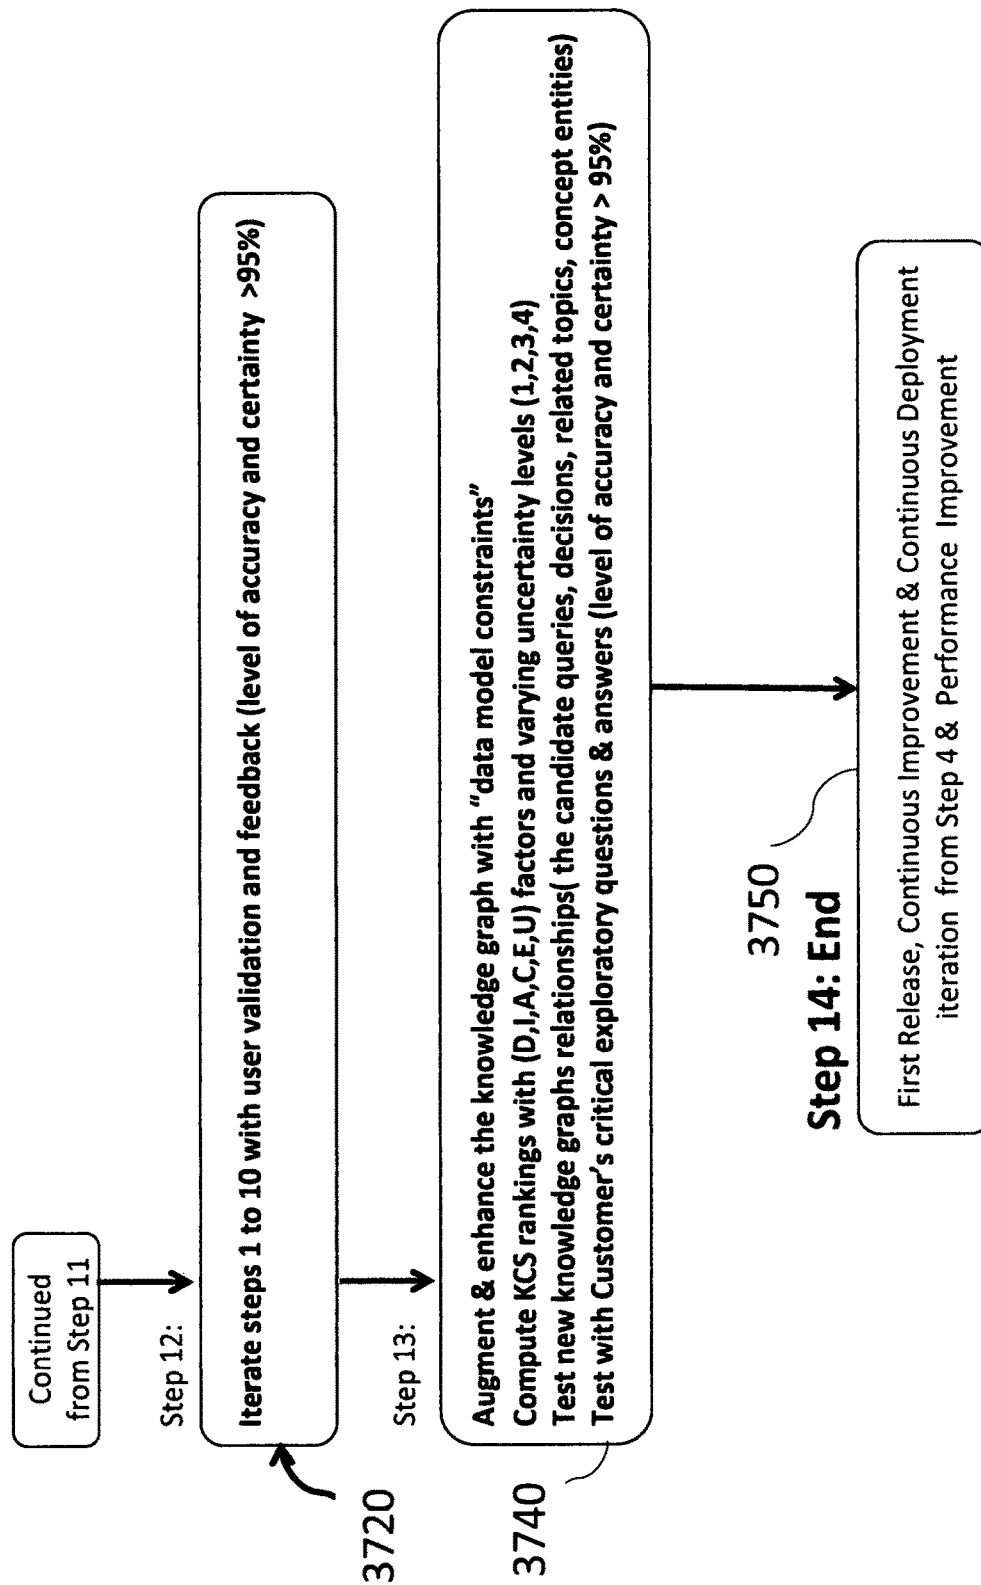 Continued
from Step 11
Step 12:
Iterate steps 1 to 10 with user validation and feedback (level of accuracy and certainty >95%)
3720
Step 13:
Augment & enhance the knowledge graph with "data model constraints"
Compute KCS rankings with (D,I,A,C,E,U) factors and varying uncertainty levels (1,2,3,4)
Test new knowledge graphs relationships( the candidate queries, decisions, related topics, concept entities)
Test with Customer's critical exploratory questions & answers (level of accuracy and certainty > 95%)
3740
3750
Step 14: End
First Release, Continuous Improvement & Continuous Deployment
iteration from Step 4 & Performance Improvement